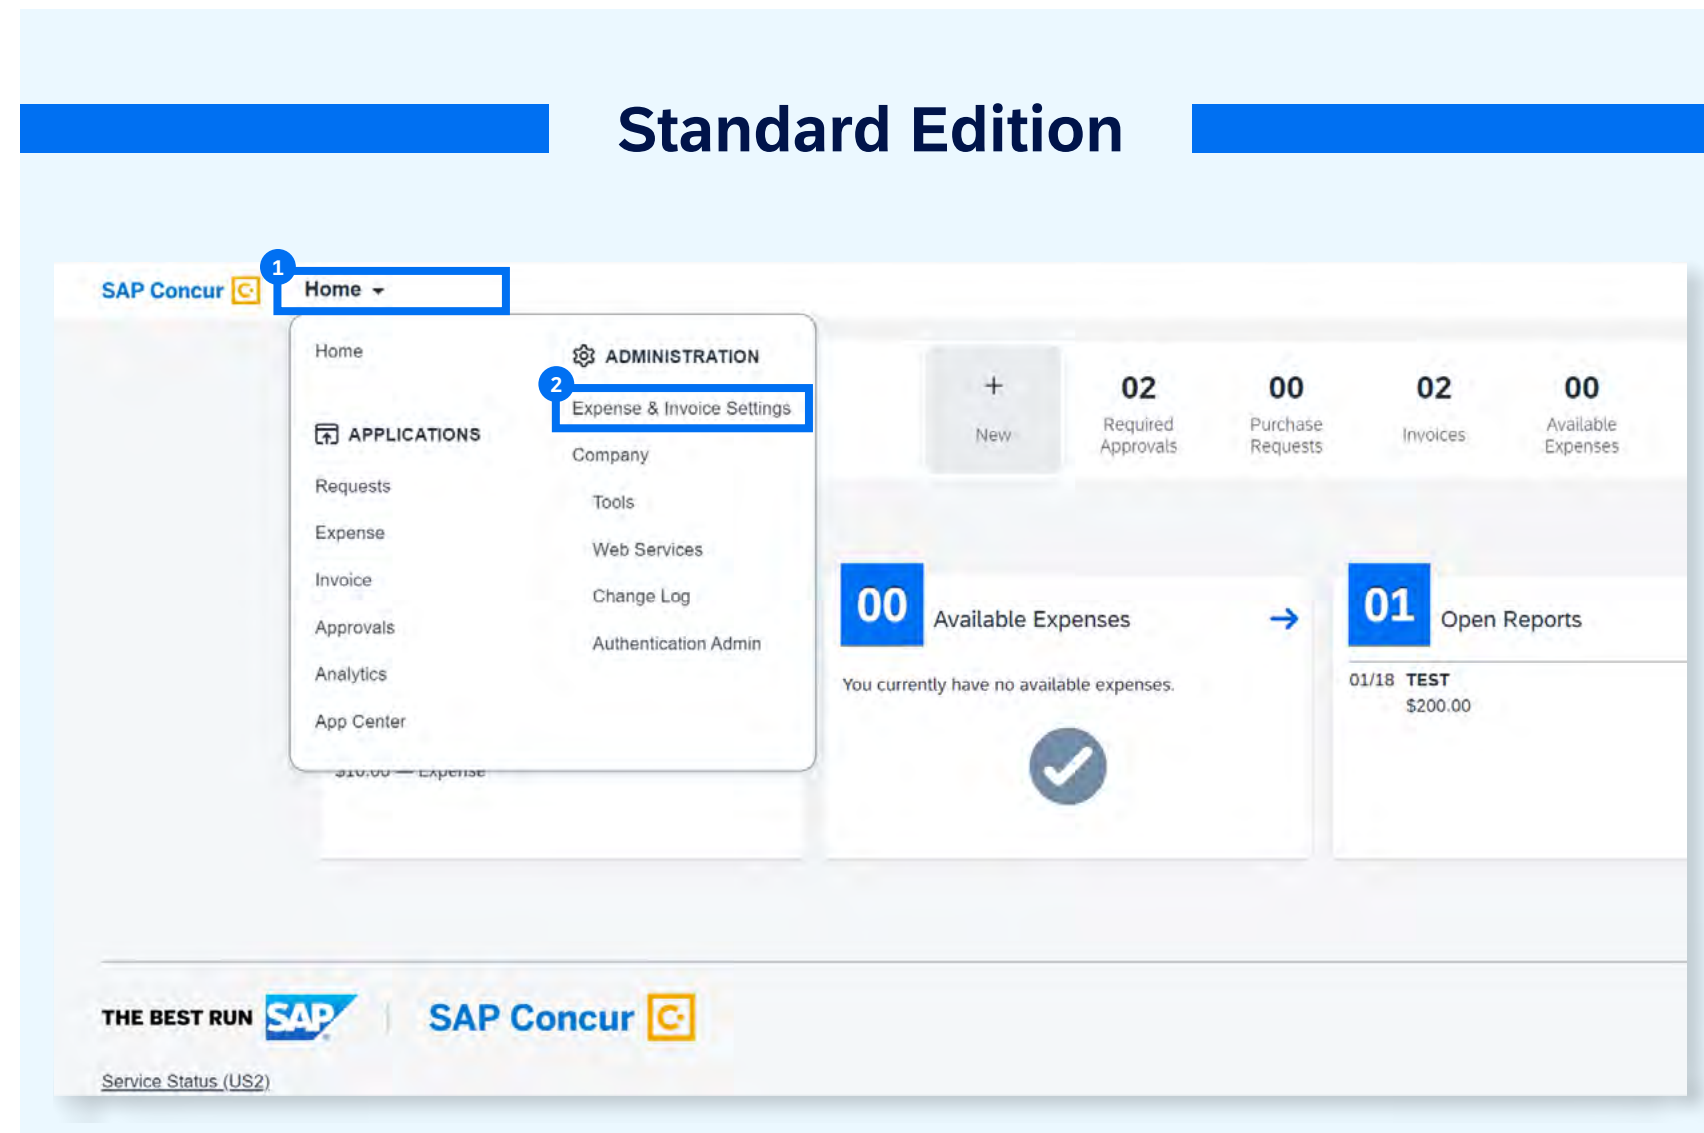 Standard Edition
1
SAP Concur C
Home
Home
APPLICATIONS
Requests
Expense
Invoice
Approvals
Analytics
App Center
ADMINISTRATION
2
Expense & Invoice Settings
Company
Tools
Web Services
Change Log
Authentication Admin
+
New
02
Required
Approvals
00
Purchase
Requests
02
Invoices
00
Available
Expenses
$10.00 — Expense
00 Available Expenses
You currently have no available expenses.
01 Open Reports
01/18 TEST
$200.00
THE BEST RUN SAP
SAP Concur C
Service Status (US2)